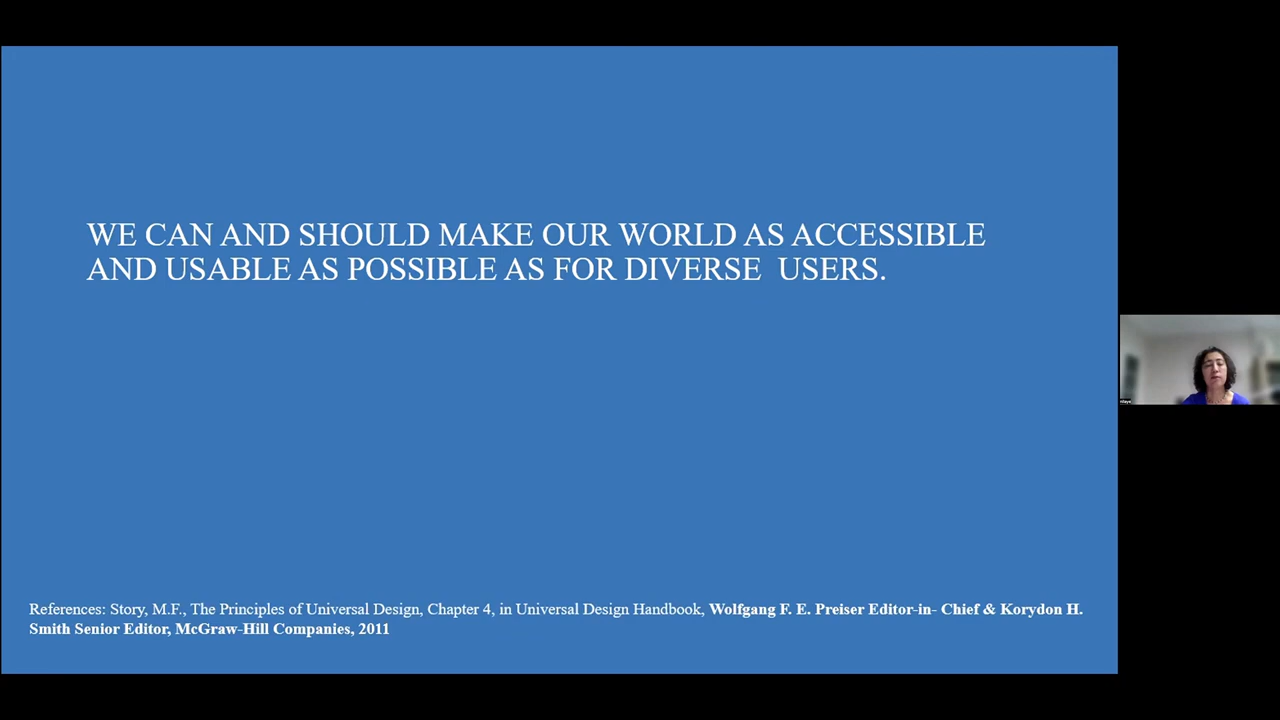 WE CAN AND SHOULD MAKE OUR WORLD AS ACCESSIBLE
AND USABLE AS POSSIBLE AS FOR DIVERSE  USERS.
References: Story, M.F., The Principles of Universal Design, Chapter 4, in Universal Design Handbook, Wolfgang F. E. Preiser Editor-in- Chief & Korydon H.
Smith Senior Editor, McGraw-Hill Companies, 2011